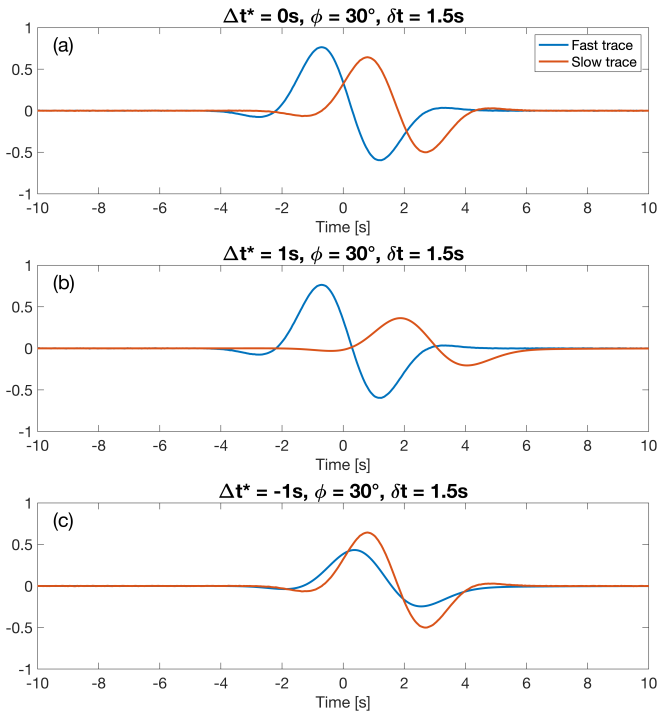 Δt* = 0s, ϕ = 30°, δt = 1.5s
(a)
Fast trace
Slow trace
1
0.5
0
-0.5
-1
-10 -8 -6 -4 -2 0 2 4 6 8 10
Time [s]
Δt* = 1s, ϕ = 30°, δt = 1.5s
(b)
1
0.5
0
-0.5
-1
-10 -8 -6 -4 -2 0 2 4 6 8 10
Time [s]
Δt* = -1s, ϕ = 30°, δt = 1.5s
(c)
1
0.5
0
-0.5
-1
-10 -8 -6 -4 -2 0 2 4 6 8 10
Time [s]